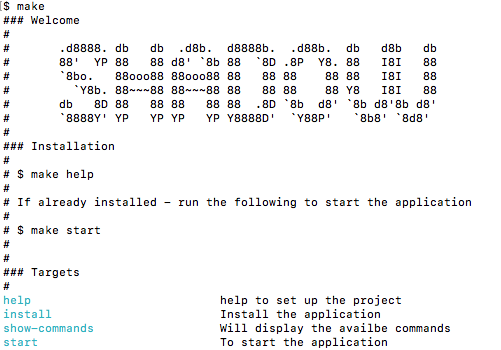 $ make
### Welcome
#
#       .d8888. db   db  .d8b.  d8888b.  .d88b.  db   d8b   db
#       88'  YP 88   88 d8' `8b 88  `8D .8P  Y8. 88   I8I   88
#       `8bo.   88ooo88 88ooo88 88   88 88    88 88   I8I   88
#         `Y8b. 88~~~88 88~~~88 88   88 88    88 Y8   I8I   88
#       db   8D 88   88 88   88 88  .8D `8b  d8' `8b d8'8b d8'
#       `8888Y' YP   YP YP   YP Y8888D'  `Y88P'   `8b8' `8d8'
#
### Installation
#
# $ make help
#
# If already installed - run the following to start the application
#
# $ make start
#
#
### Targets
#
help                          help to set up the project
install                       Install the application
show-commands                 Will display the availbe commands
start                         To start the application